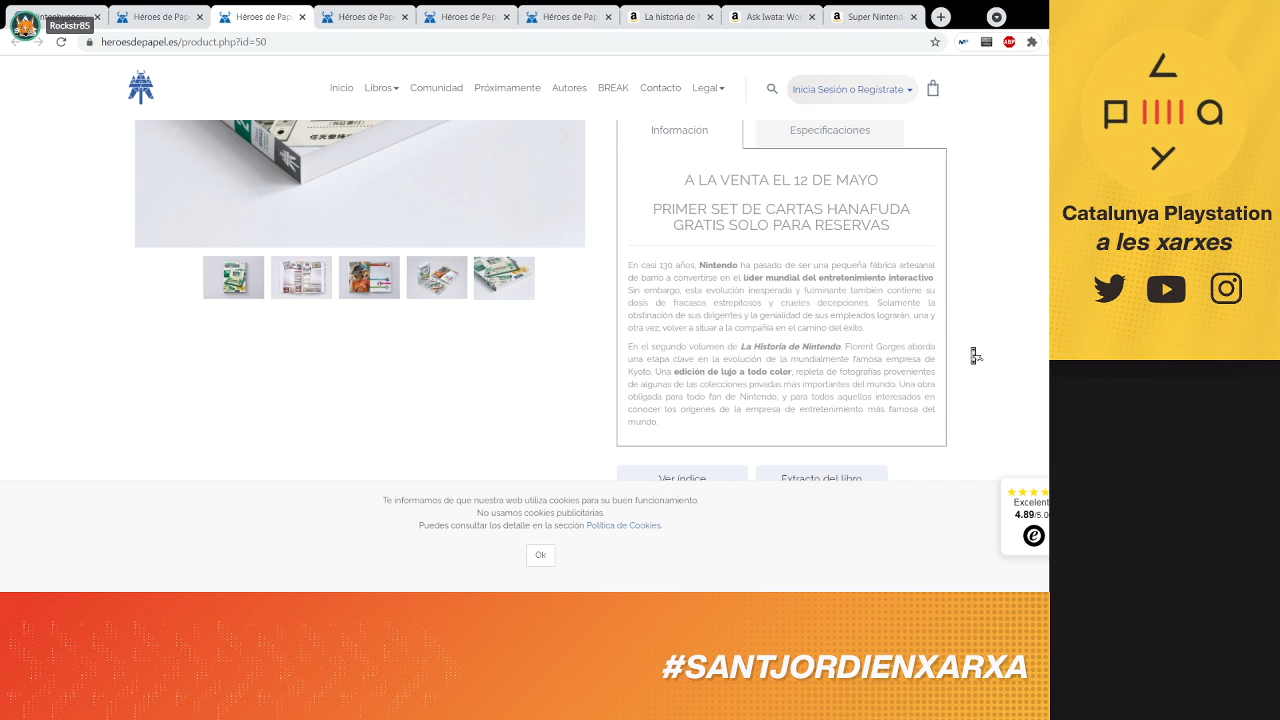 Rockstr85
Héroes de Pap
Héroes de Pap
Héroes de Pap
Héroes de Pap
Héroes de Pap
La historia de
Ask Iwata: Wo
Super Nintend
heroesdepapel.es/product.php?id=50
ABP
Inicio Libros Comunidad Próximamente Autores BREAK Contacto Legal
Inicia Sesión o Regístrate
Información Especificaciones
A LA VENTA EL 12 DE MAYO
PRIMER SET DE CARTAS HANAFUDA
GRATIS SOLO PARA RESERVAS
En casi 130 años, Nintendo ha pasado de ser una pequeña fábrica artesanal
de barrio a convertirse en el líder mundial del entretenimiento interactivo.
Sin embargo, esta evolución inesperada y fulminante también contiene su
dosis de fracasos estrepitosos y crueles decepciones. Solamente la
obstinación de sus dirigentes y la genialidad de sus empleados lograrán, una y
otra vez, volver a situar a la compañía en el camino del éxito.
En el segundo volumen de La Historia de Nintendo, Florent Gorges aborda
una etapa clave en la evolución de la mundialmente famosa empresa de
Kyoto. Una edición de lujo a todo color, repleta de fotografías provenientes
de algunas de las colecciones privadas más importantes del mundo. Una obra
obligada para todo fan de Nintendo, y para todos aquellos interesados en
conocer los orígenes de la empresa de entretenimiento más famosa del
mundo.
Ver índice Extracto del libro
Te informamos de que nuestra web utiliza cookies para su buen funcionamiento.
No usamos cookies publicitarias.
Puedes consultar los detalle en la sección Política de Cookies.
Ok
Excelent
4.89/5.0
play
Catalunya Playstation
a les xarxes
#SANTJORDIENXARXA